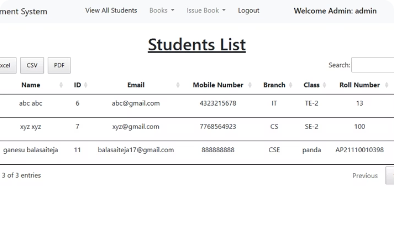 ment System View All Students Books Issue Book Logout Welcome Admin: admin
Students List
xcel CSV PDF Search:
Name ID Email Mobile Number Branch Class Roll Number
abc abc 6 abc@gmail.com 4323215678 IT TE-2 13
xyz xyz 7 xyz@gmail.com 7768564923 CS SE-2 100
ganesu balasaiteja 11 balasaiteja17@gmail.com 888888888 CSE panda AP21110010398
3 of 3 entries Previous